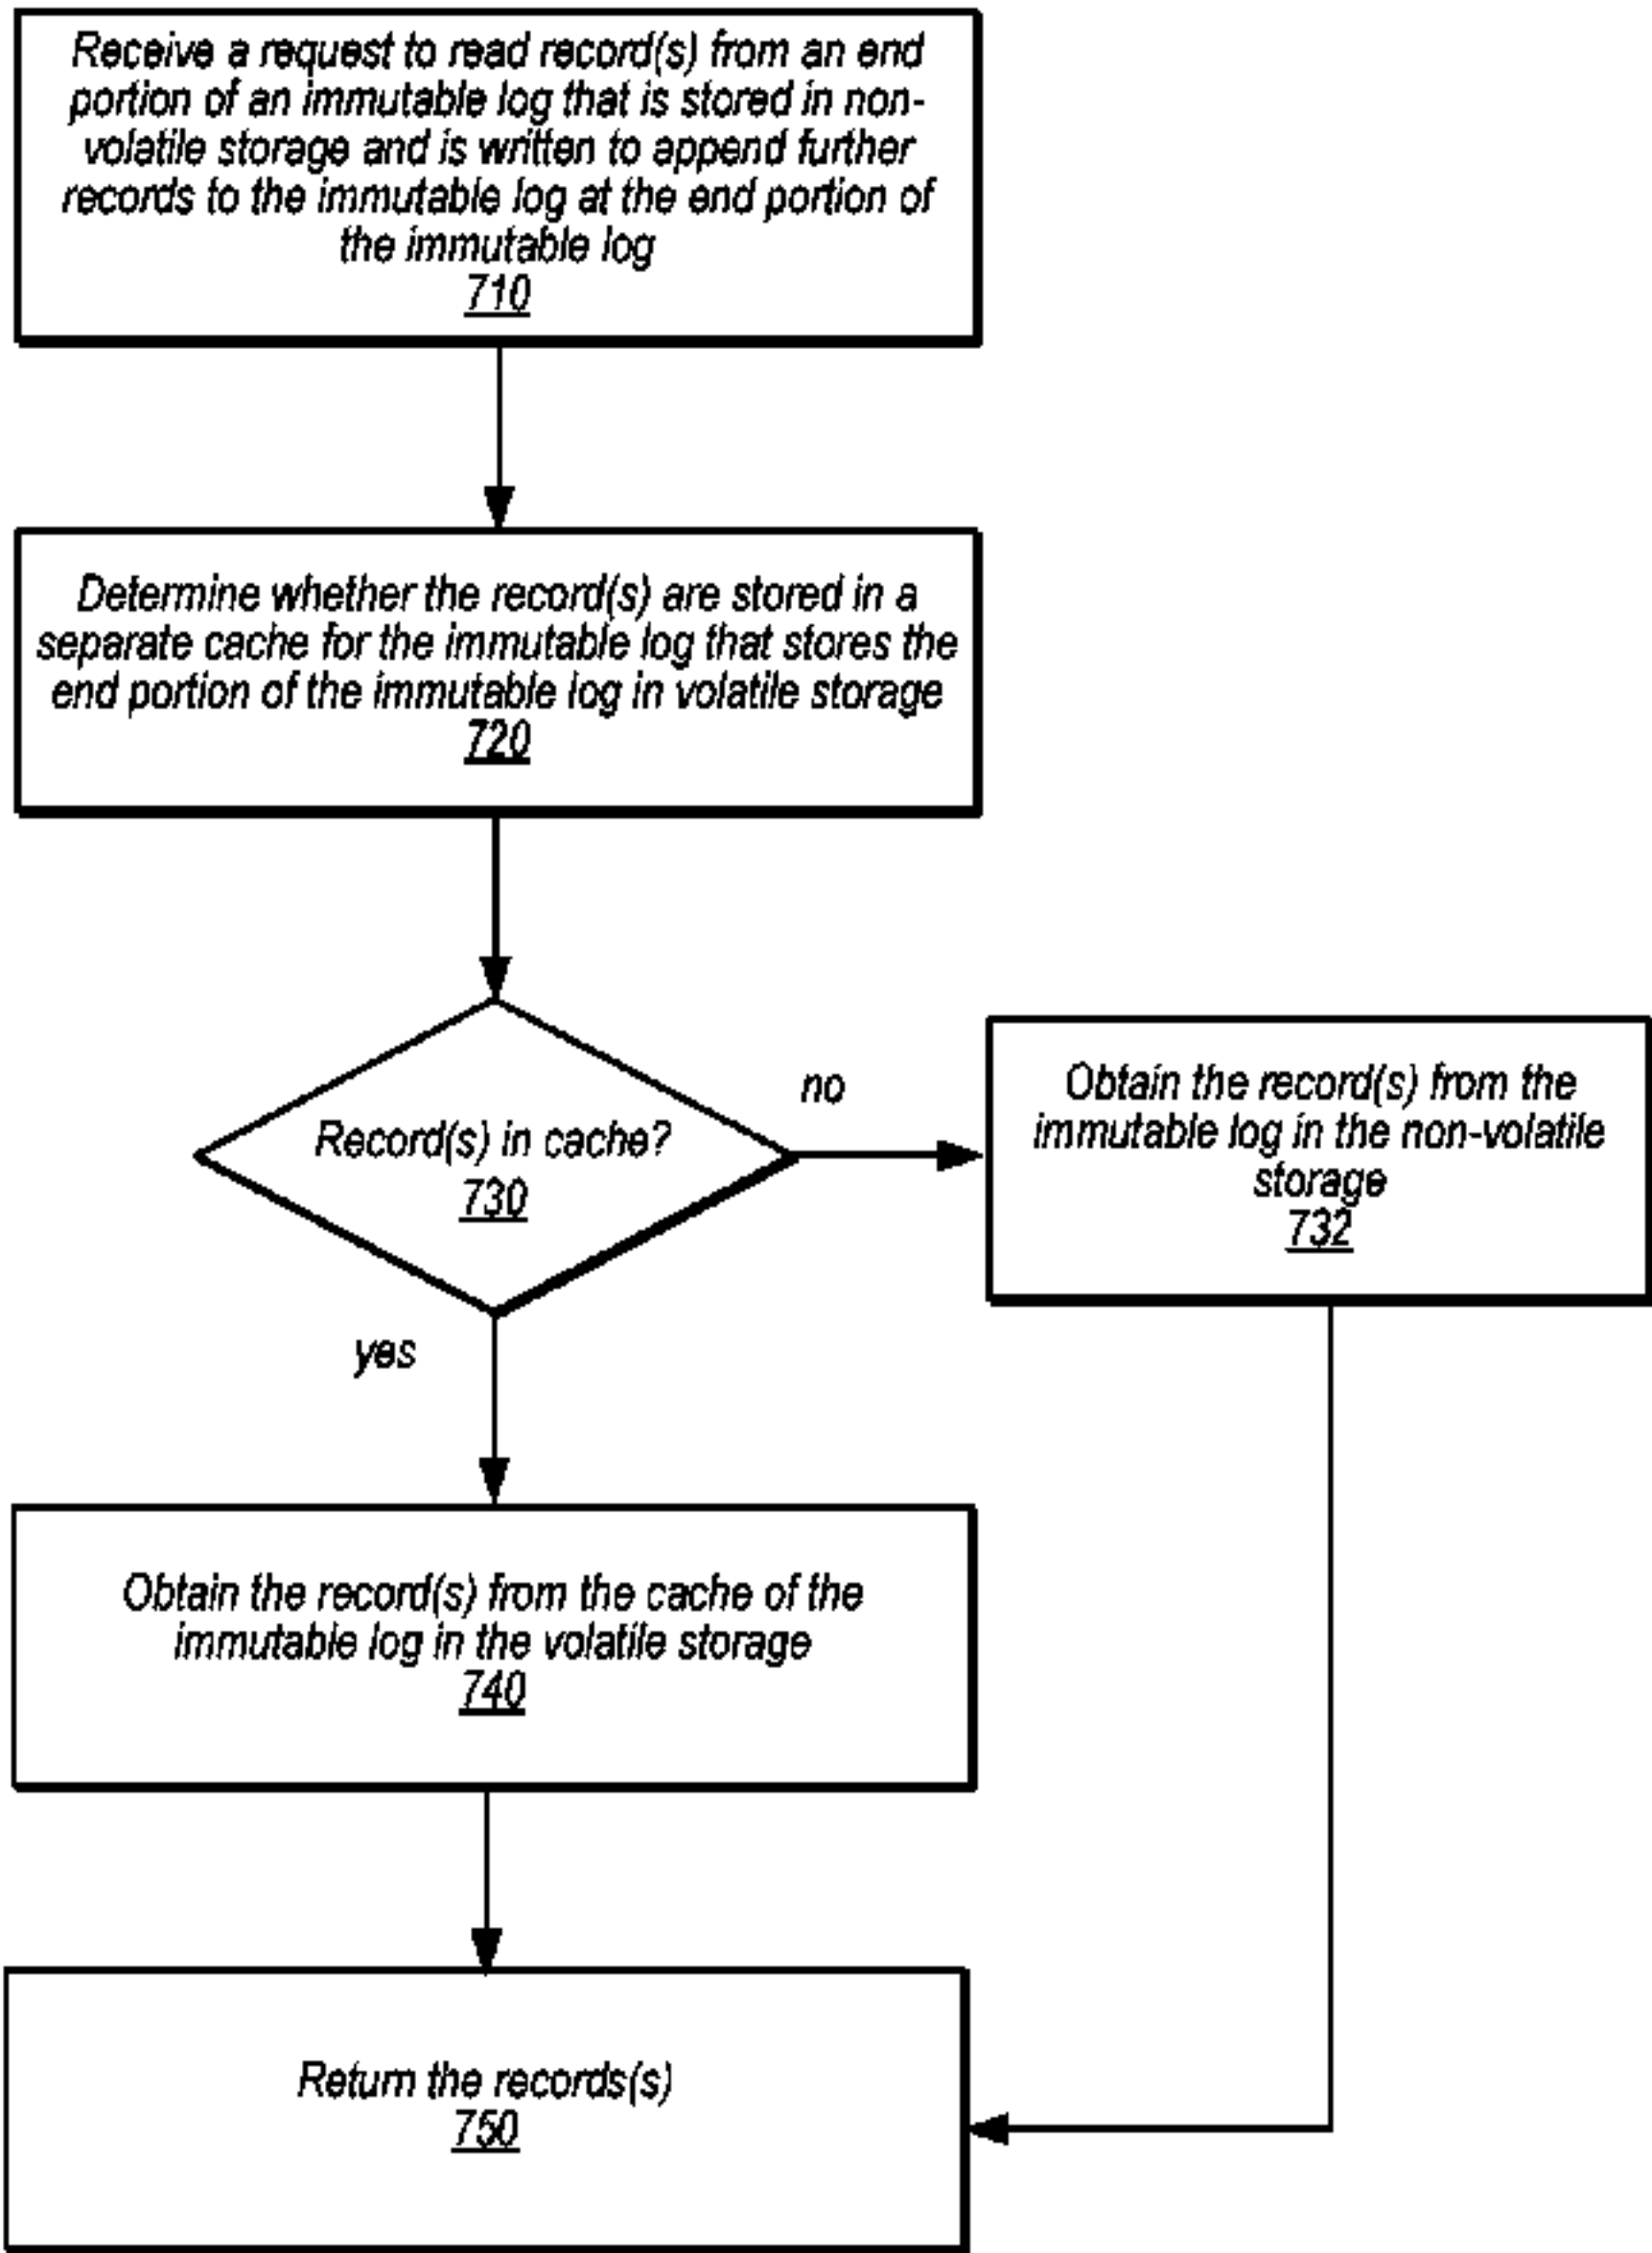 Receive a request to read record(s) from an end
portion of an immutable log that is stored in non-
volatile storage and is written to append further
records to the immutable log at the end portion of
the immutable log
710
Determine whether the record(s) are stored in a
separate cache for the immutable log that stores the
end portion of the immutable log in volatile storage
720
Record(s) in cache?
730
no
Obtain the record(s) from the
immutable log in the non-volatile
storage
732
yes
Obtain the record(s) from the cache of the
immutable log in the volatile storage
740
Return the records(s)
750